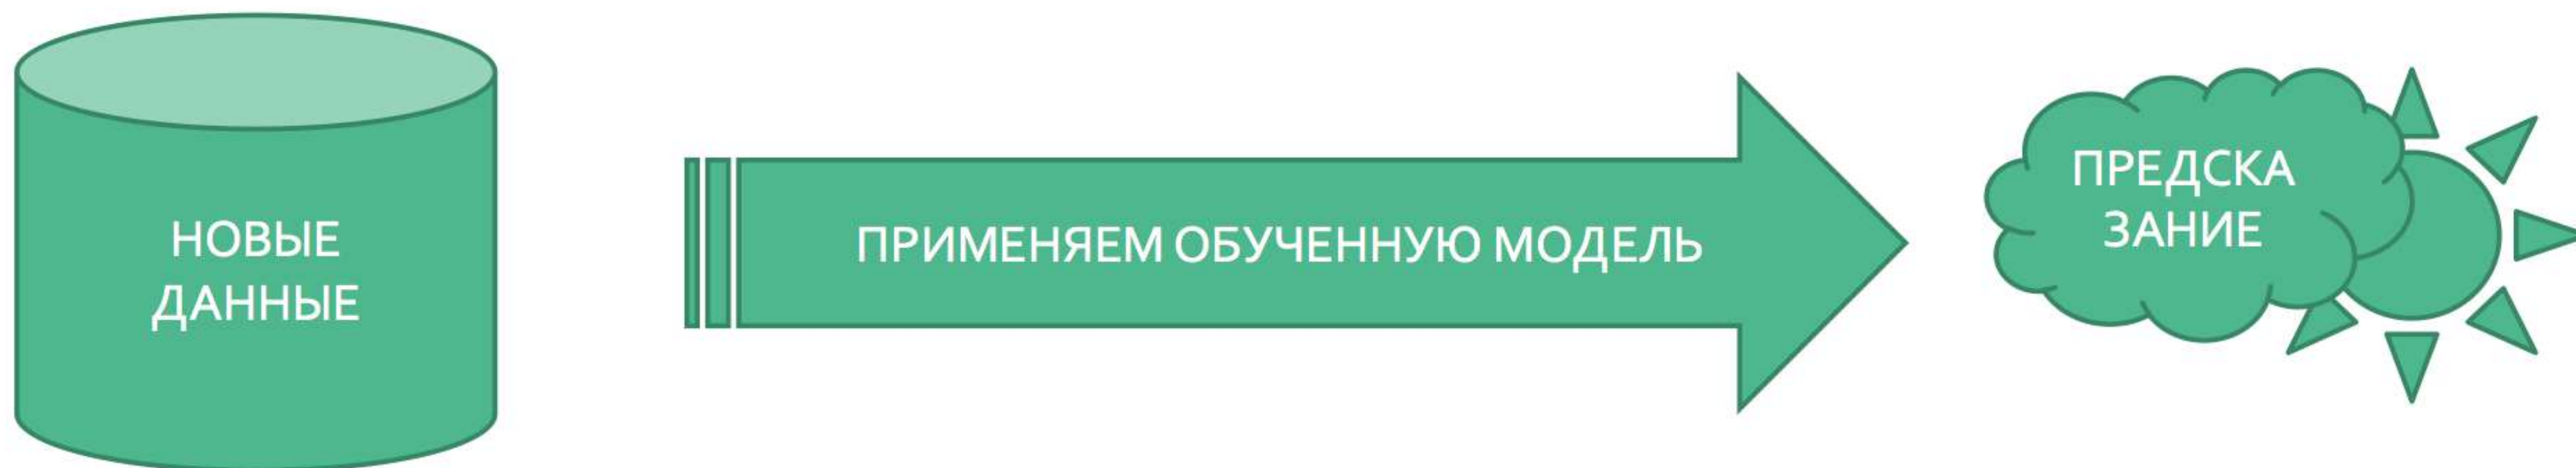 НОВЫЕ
ДАННЫЕ
ПРИМЕНЯЕМ ОБУЧЕННУЮ МОДЕЛЬ
ПРЕДСКА
ЗАНИЕ